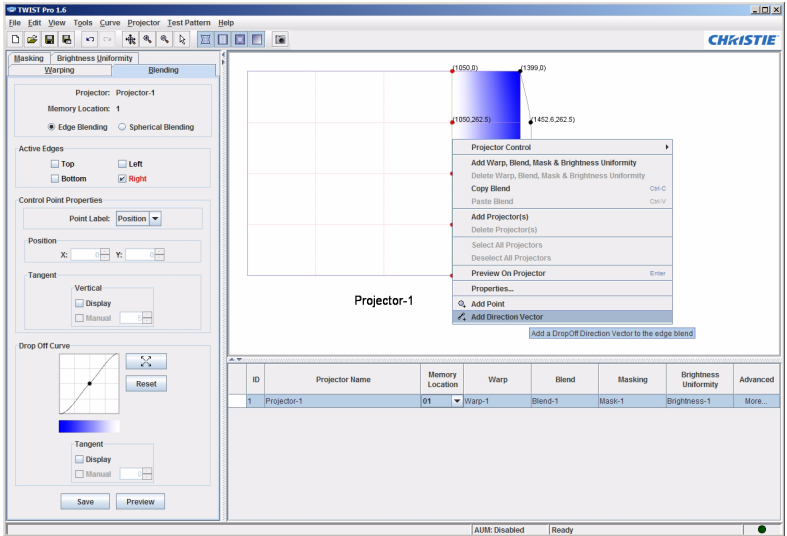 TWIST Pro 1.6
File Edit View Tools Curve Projector Test Pattern Help
CHRISTIE
Masking Brightness Uniformity
Warping Blending
Projector: Projector-1
Memory Location: 1
Edge Blending Spherical Blending
Active Edges
Top Left
Bottom Right
Control Point Properties
Point Label: Position
Position
X: 0 Y: 0
Tangent
Vertical
Display
Manual 5
Drop Off Curve
Reset
Tangent
Display
Manual 0
Save Preview
(1050,0) (1399,0)
(1050,262.5) (1452.6,262.5)
Projector-1
Projector Control
Add Warp, Blend, Mask & Brightness Uniformity
Delete Warp, Blend, Mask & Brightness Uniformity
Copy Blend Ctrl-C
Paste Blend Ctrl-V
Add Projector(s)
Delete Projector(s)
Select All Projectors
Deselect All Projectors
Preview On Projector Enter
Properties...
Add Point
Add Direction Vector
Add a DropOff Direction Vector to the edge blend
ID Projector Name Memory Location Warp Blend Masking Brightness Uniformity Advanced
1 Projector-1 01 Warp-1 Blend-1 Mask-1 Brightness-1 More...
AUM: Disabled Ready